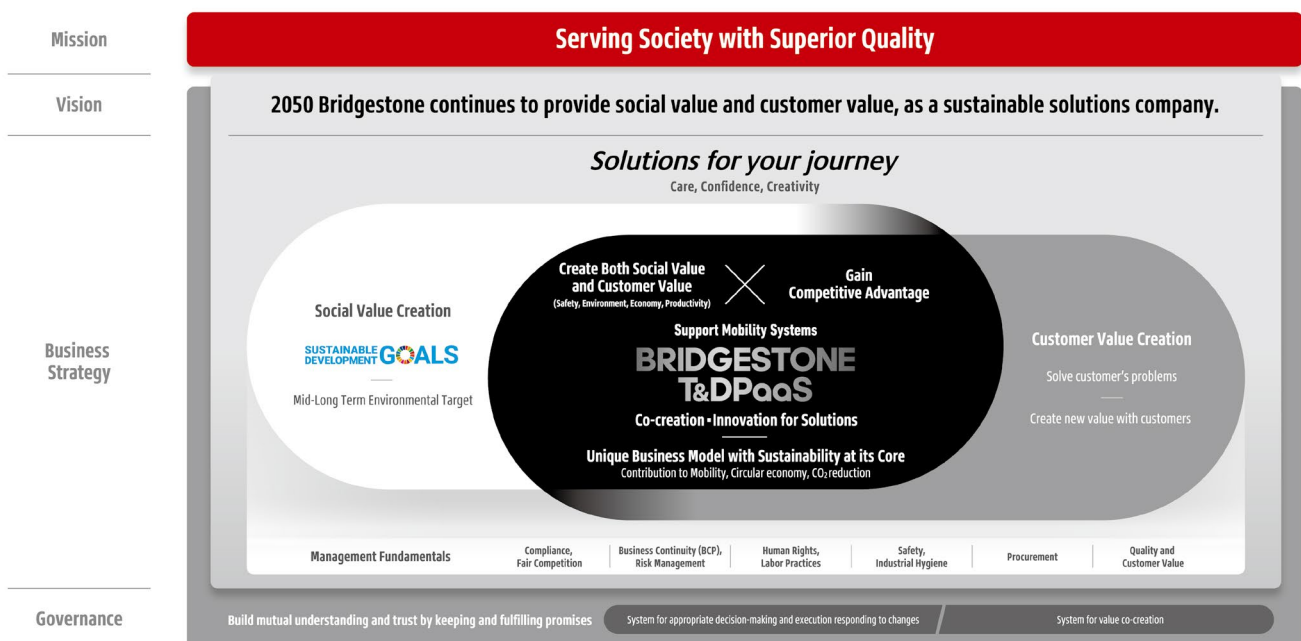 Mission
Serving Society with Superior Quality
Vision
2050 Bridgestone continues to provide social value and customer value, as a sustainable solutions company.
Solutions for your journey
Care, Confidence, Creativity
Business
Strategy
Social Value Creation
SUSTAINABLE
DEVELOPMENT GOALS
Mid-Long Term Environmental Target
Create Both Social Value
and Customer Value
(Safety, Environment, Economy, Productivity)
Gain
Competitive Advantage
Support Mobility Systems
BRIDGESTONE
T&DPaaS
Co-creation・Innovation for Solutions
Unique Business Model with Sustainability at its Core
Contribution to Mobility, Circular economy, CO₂ reduction
Customer Value Creation
Solve customer's problems
Create new value with customers
Management Fundamentals
Compliance,
Fair Competition
Business Continuity (BCP),
Risk Management
Human Rights,
Labor Practices
Safety,
Industrial Hygiene
Procurement
Quality and
Customer Value
Governance
Build mutual understanding and trust by keeping and fulfilling promises
System for appropriate decision-making and execution responding to changes
System for value co-creation